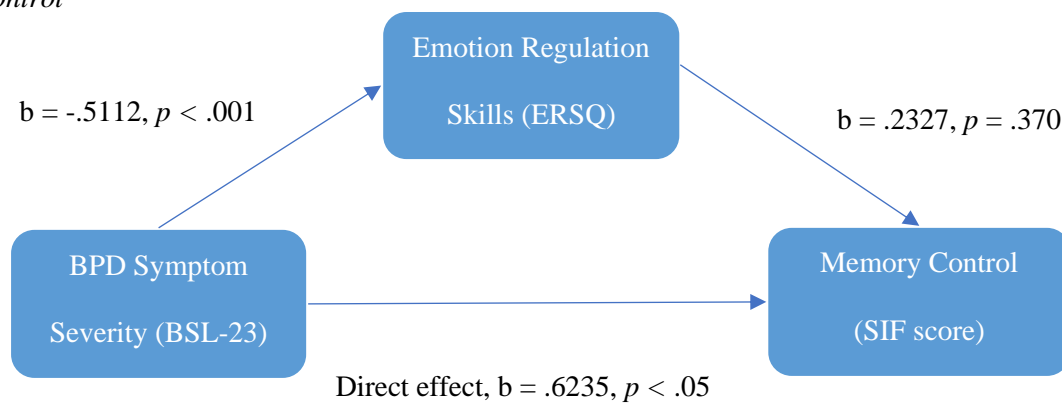 ontrol
Emotion Regulation
Skills (ERSQ)
b = -.5112, p < .001
b = .2327, p = .370
BPD Symptom
Severity (BSL-23)
Memory Control
(SIF score)
Direct effect, b = .6235, p < .05